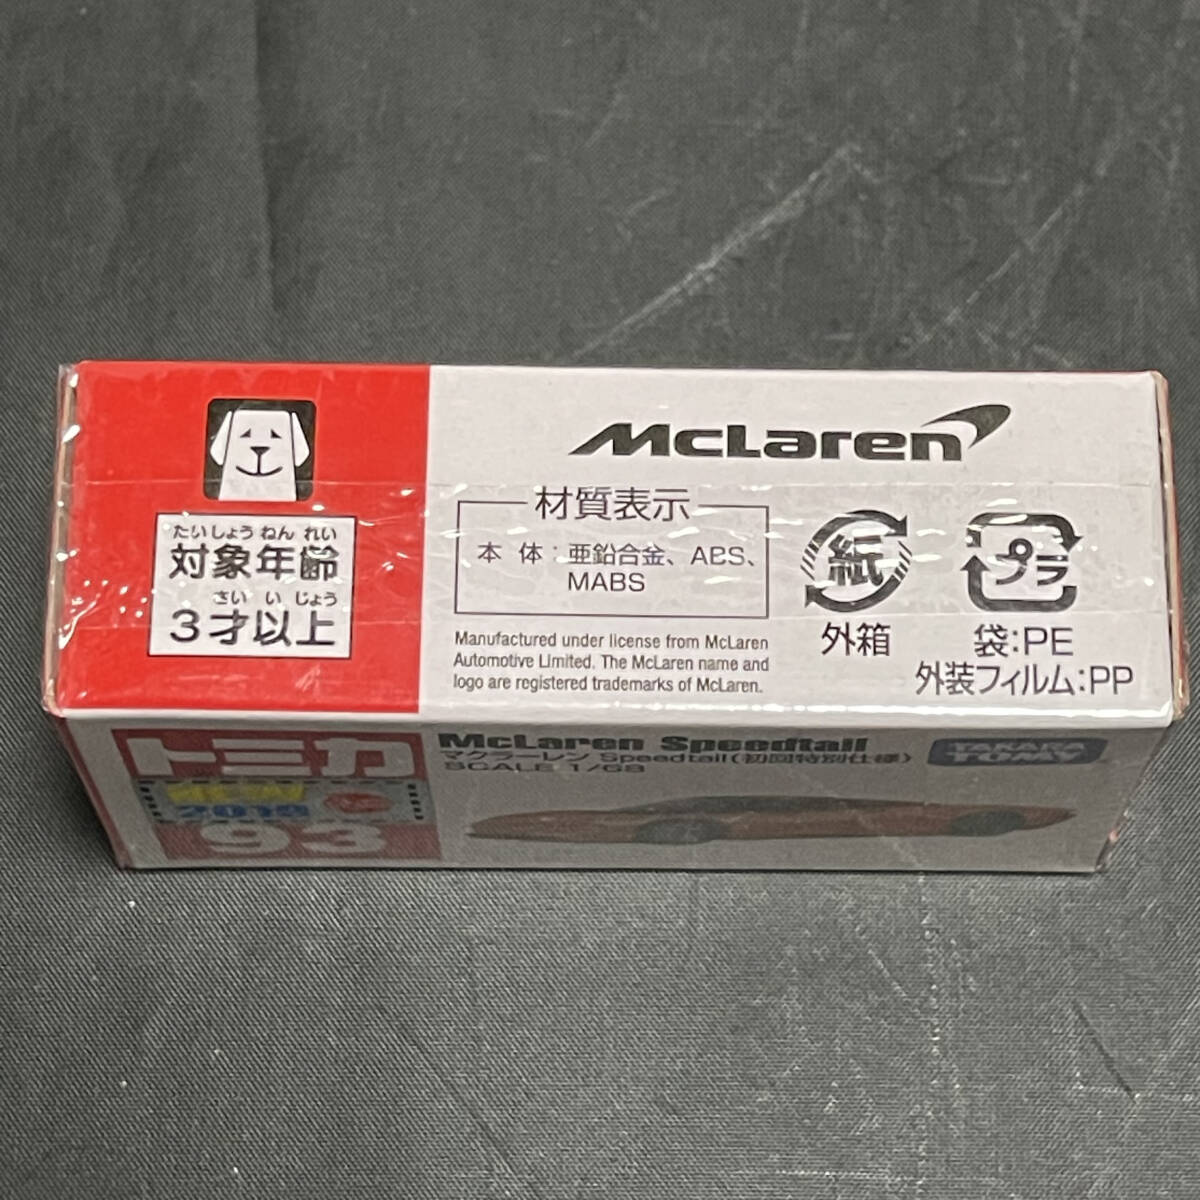 たいしょうねんれい
対象年齢
さいいじょう
3才以上
McLaren
材質表示
本体:亜鉛合金、ABS、
MABS
Manufactured under license from McLaren
Automotive Limited. The McLaren name and
logo are registered trademarks of McLaren.
紙
外箱
プラ
袋:PE
外装フィルム:PP
トミカ
2019
93
McLaren Speedtail
マクラーレン Speedtail(初回特別仕様)
SCALE 1/68
TAKARA
TOMY